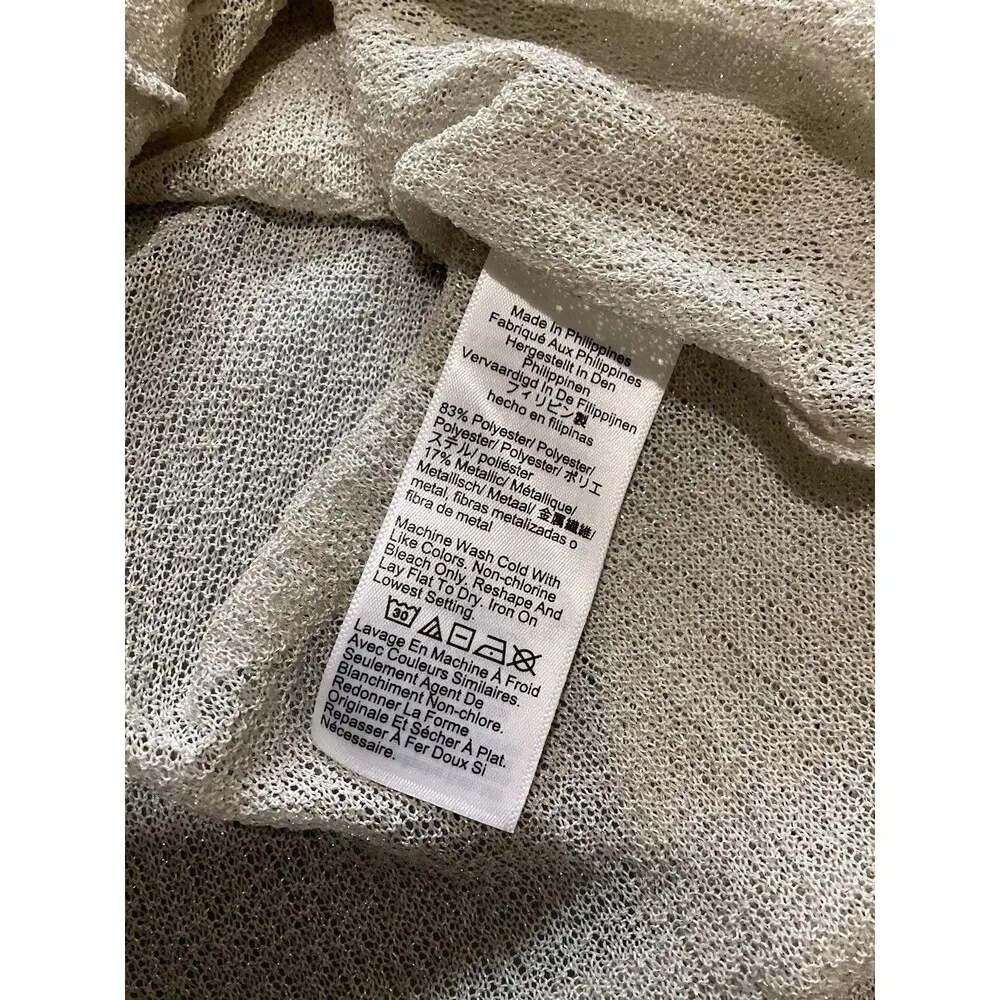 Made In Philippines
Fabriqué Aux Philippines
Hergestellt In Den
Philippinen
Vervaardigd In De Filippijnen
フィリピン製
hecho en filipinas
83% Polyester/ Polyester/
Polyester/ Polyester/ ポリエ
ステル/ poliéster
17% Metallic/ Métallique/
Metallisch/ Metaal/ 金属繊維/
metal, fibras metalizadas o
fibra de metal
Machine Wash Cold With
Like Colors. Non-chlorine
Bleach Only. Reshape And
Lay Flat To Dry. Iron On
Lowest Setting.
30
Lavage En Machine À Froid
Avec Couleurs Similaires.
Seulement Agent De
Blanchiment Non-chlore.
Redonner La Forme
Originale Et Sécher À Plat.
Repasser À Fer Doux Si
Nécessaire.